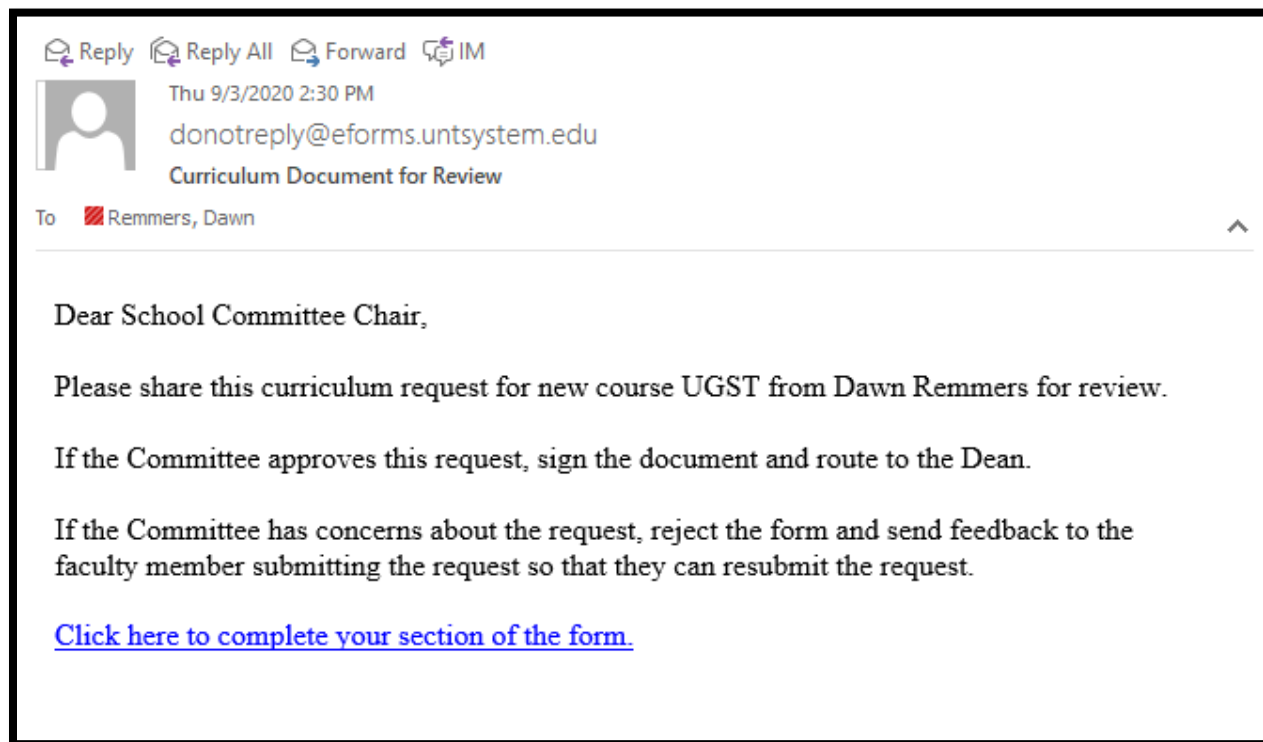 Reply Reply All Forward IM
Thu 9/3/2020 2:30 PM
donotreply@eforms.untsystem.edu
Curriculum Document for Review
To Remmers, Dawn
Dear School Committee Chair,
Please share this curriculum request for new course UGST from Dawn Remmers for review.
If the Committee approves this request, sign the document and route to the Dean.
If the Committee has concerns about the request, reject the form and send feedback to the
faculty member submitting the request so that they can resubmit the request.
Click here to complete your section of the form.